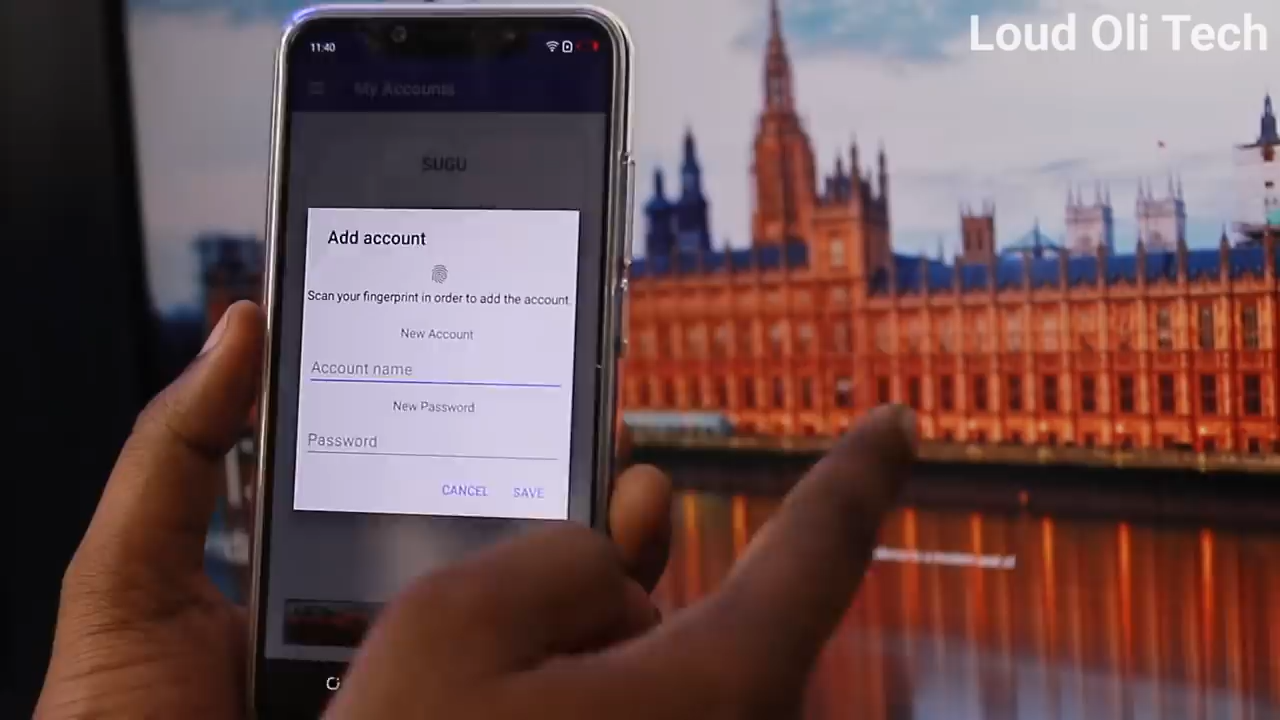 Loud Oli Tech
11:40
My Accounts
SUGU
Add account
Scan your fingerprint in order to add the account.
New Account
Account name
New Password
Password
CANCEL SAVE